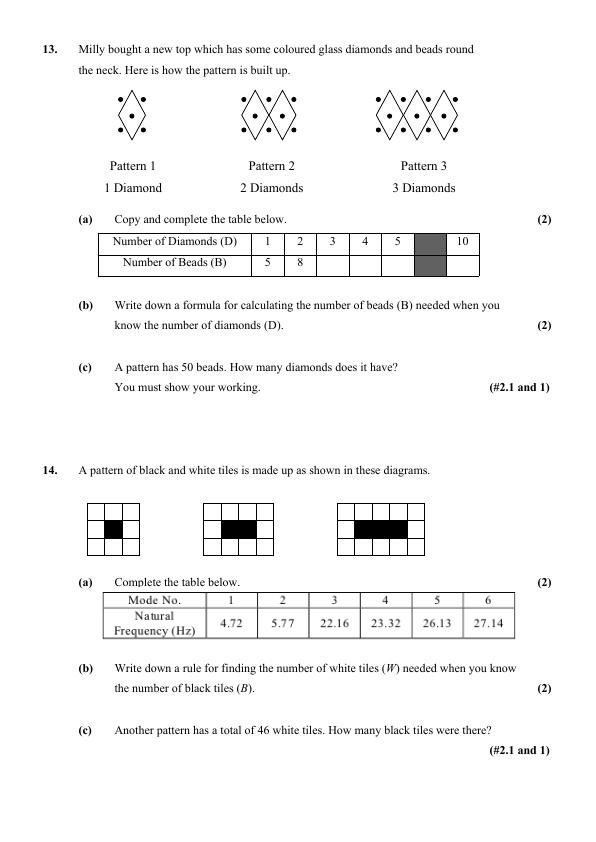 13. Milly bought a new top which has some coloured glass diamonds and beads round
the neck. Here is how the pattern is built up.
Pattern 1 Pattern 2 Pattern 3
1 Diamond 2 Diamonds 3 Diamonds
(a) Copy and complete the table below. (2)
Number of Diamonds (D) 1 2 3 4 5 10
Number of Beads (B) 5 8
(b) Write down a formula for calculating the number of beads (B) needed when you
know the number of diamonds (D). (2)
(c) A pattern has 50 beads. How many diamonds does it have?
You must show your working. (#2.1 and 1)
14. A pattern of black and white tiles is made up as shown in these diagrams.
(a) Complete the table below. (2)
Mode No. 1 2 3 4 5 6
Natural
Frequency (Hz) 4.72 5.77 22.16 23.32 26.13 27.14
(b) Write down a rule for finding the number of white tiles (W) needed when you know
the number of black tiles (B). (2)
(c) Another pattern has a total of 46 white tiles. How many black tiles were there?
(#2.1 and 1)